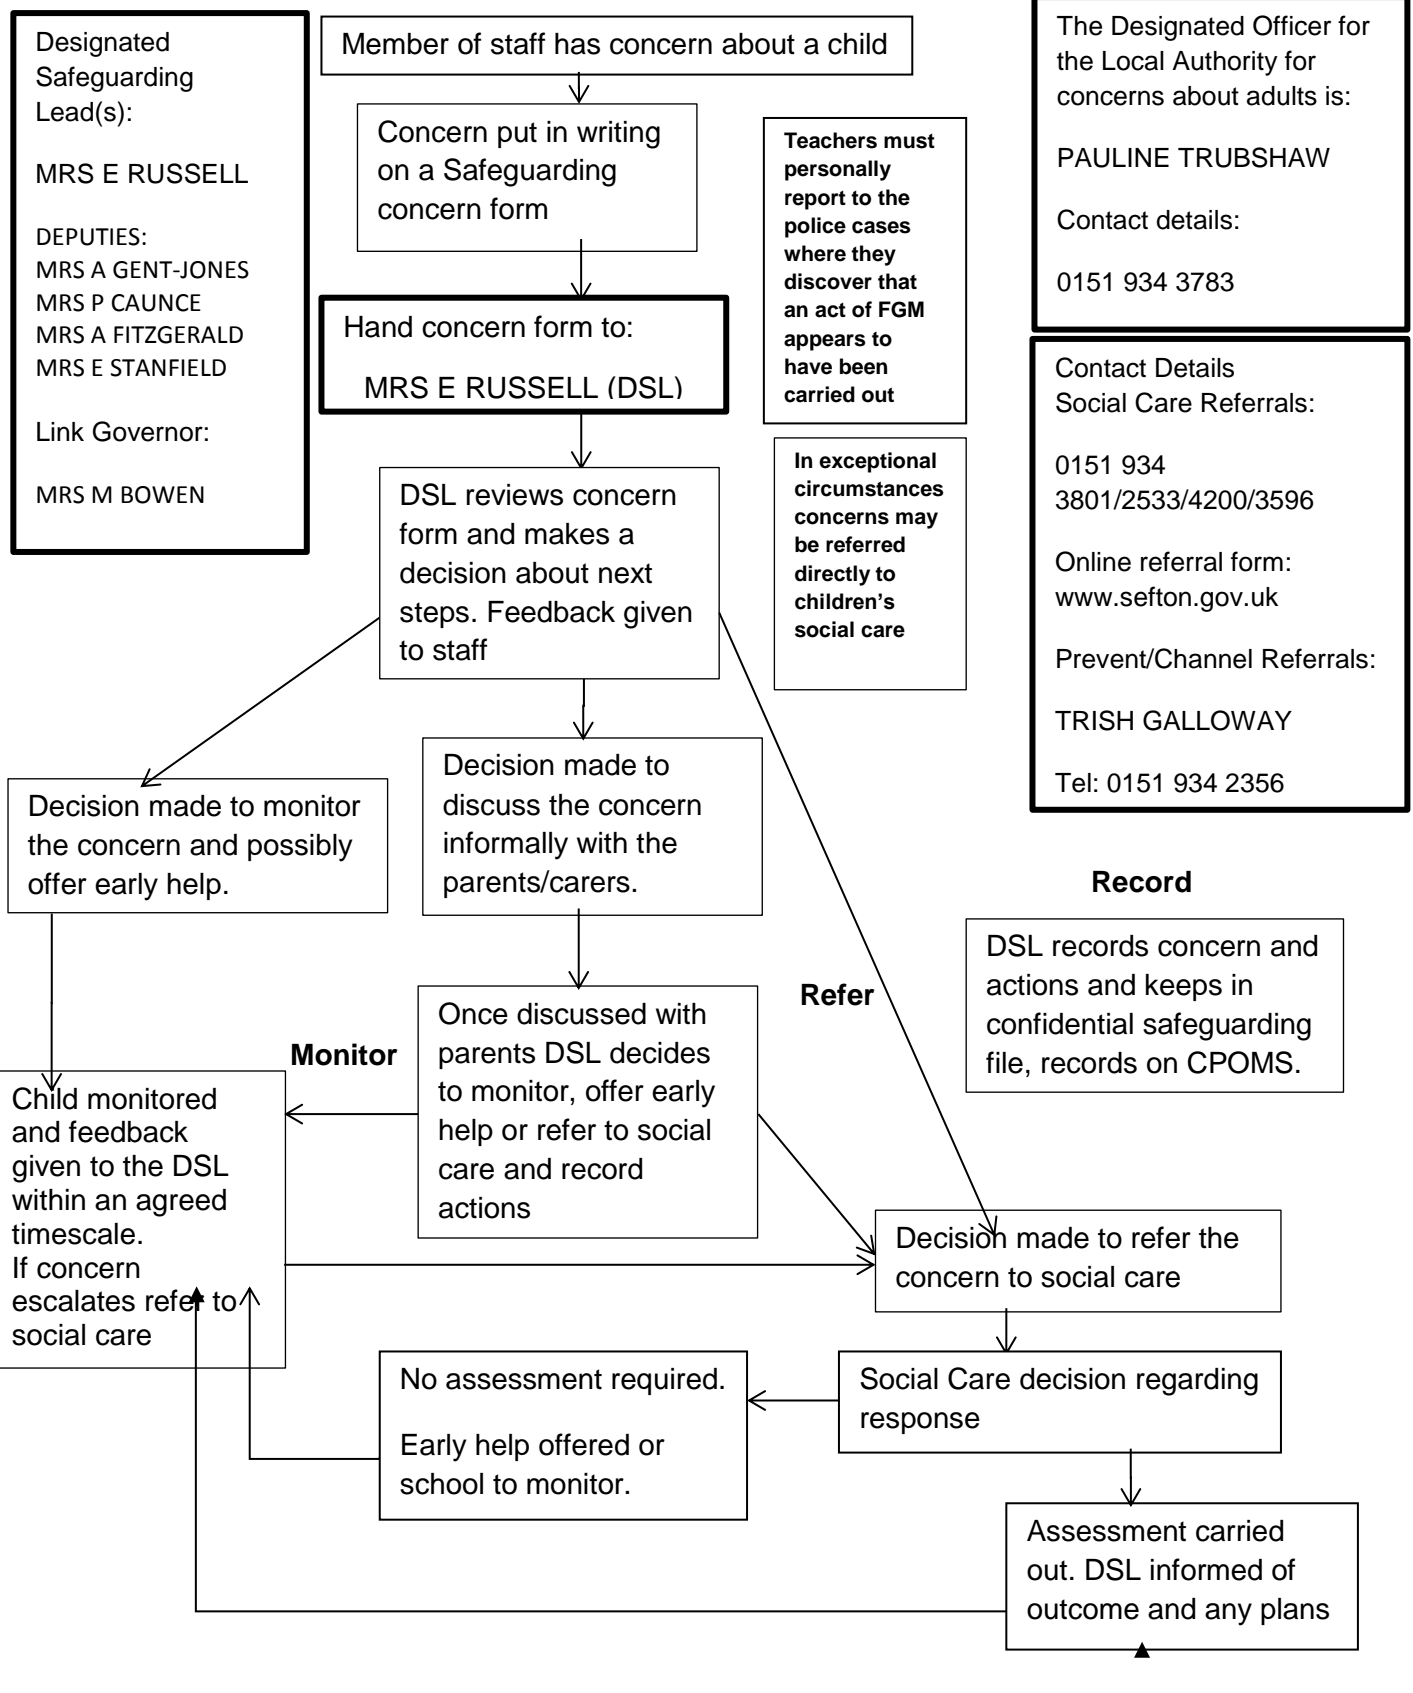 Designated
Safeguarding
Lead(s):
MRS E RUSSELL
DEPUTIES:
MRS A GENT-JONES
MRS P CAUNCE
MRS A FITZGERALD
MRS E STANFIELD
Link Governor:
MRS M BOWEN
Member of staff has concern about a child
Concern put in writing
on a Safeguarding
concern form
Hand concern form to:
MRS E RUSSELL (DSL)
Teachers must
personally
report to the
police cases
where they
discover that
an act of FGM
appears to
have been
carried out
In exceptional
circumstances
concerns may
be referred
directly to
children’s
social care
The Designated Officer for
the Local Authority for
concerns about adults is:
PAULINE TRUBSHAW
Contact details:
0151 934 3783
Contact Details
Social Care Referrals:
0151 934
3801/2533/4200/3596
Online referral form:
www.sefton.gov.uk
Prevent/Channel Referrals:
TRISH GALLOWAY
Tel: 0151 934 2356
DSL reviews concern
form and makes a
decision about next
steps. Feedback given
to staff
Decision made to monitor
the concern and possibly
offer early help.
Decision made to
discuss the concern
informally with the
parents/carers.
Record
DSL records concern and
actions and keeps in
confidential safeguarding
file, records on CPOMS.
Refer
Monitor
Once discussed with
parents DSL decides
to monitor, offer early
help or refer to social
care and record
actions
Child monitored
and feedback
given to the DSL
within an agreed
timescale.
If concern
escalates refer to
social care
Decision made to refer the
concern to social care
Social Care decision regarding
response
No assessment required.
Early help offered or
school to monitor.
Assessment carried
out. DSL informed of
outcome and any plans